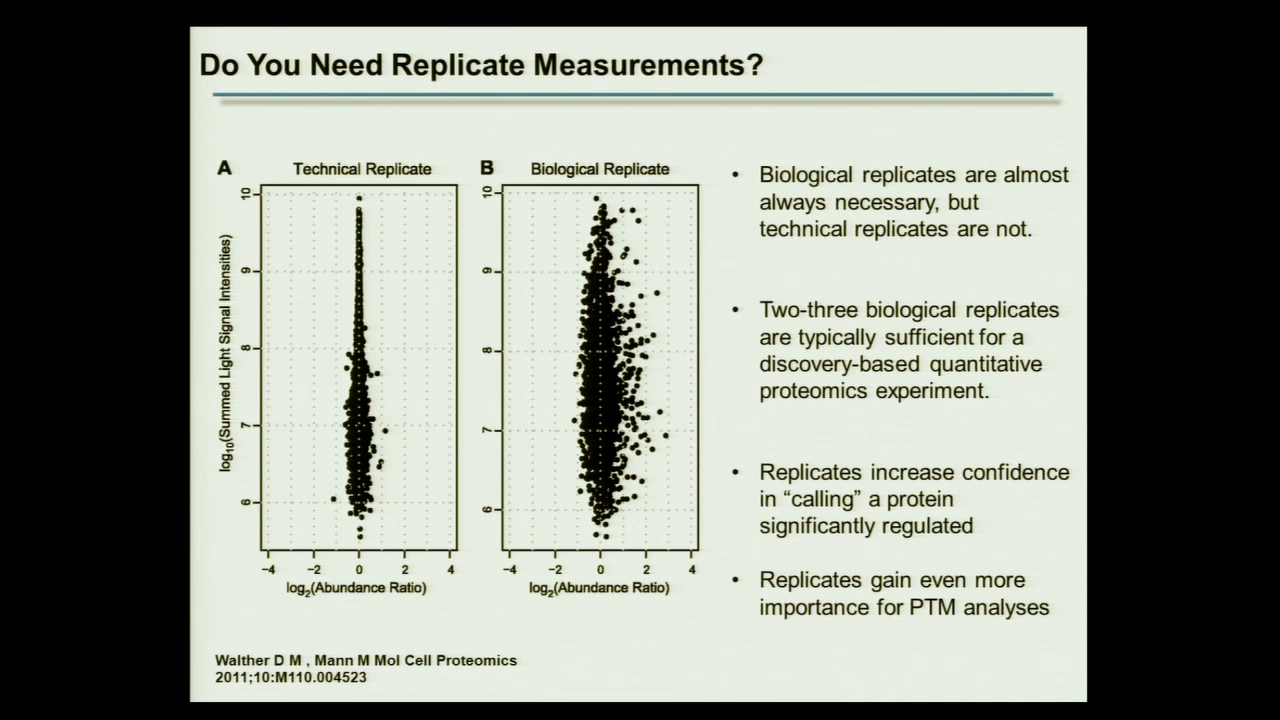 Do You Need Replicate Measurements?
A
Technical Replicate
10
9
8
7
6
log10(Summed Light Signal Intensities)
−4 −2 0 2 4
log2(Abundance Ratio)
B
Biological Replicate
10
9
8
7
6
−4 −2 0 2 4
log2(Abundance Ratio)
• Biological replicates are almost
always necessary, but
technical replicates are not.
• Two-three biological replicates
are typically sufficient for a
discovery-based quantitative
proteomics experiment.
• Replicates increase confidence
in “calling” a protein
significantly regulated
• Replicates gain even more
importance for PTM analyses
Walther D M , Mann M Mol Cell Proteomics
2011;10:M110.004523